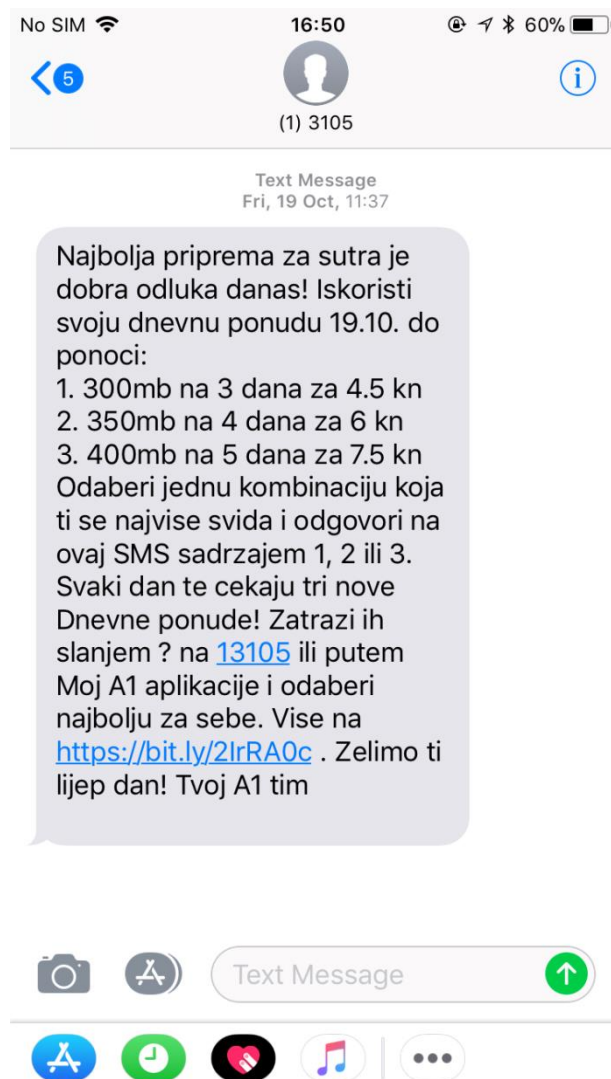 No SIM 16:50 60%
5
(1) 3105
Text Message
Fri, 19 Oct, 11:37
Najbolja priprema za sutra je
dobra odluka danas! Iskoristi
svoju dnevnu ponudu 19.10. do
ponoci:
1. 300mb na 3 dana za 4.5 kn
2. 350mb na 4 dana za 6 kn
3. 400mb na 5 dana za 7.5 kn
Odaberi jednu kombinaciju koja
ti se najvise svida i odgovori na
ovaj SMS sadrzajem 1, 2 ili 3.
Svaki dan te cekaju tri nove
Dnevne ponude! Zatrazi ih
slanjem ? na 13105 ili putem
Moj A1 aplikacije i odaberi
najbolju za sebe. Vise na
https://bit.ly/2IrRA0c . Zelimo ti
lijep dan! Tvoj A1 tim
Text Message